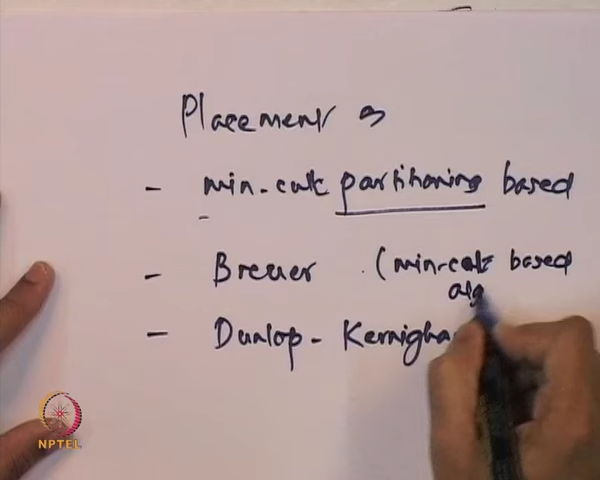 Placement
- min-cut partitioning based
- Breuer (min-cut based
alg
- Dunlop - Kernigha
NPTEL